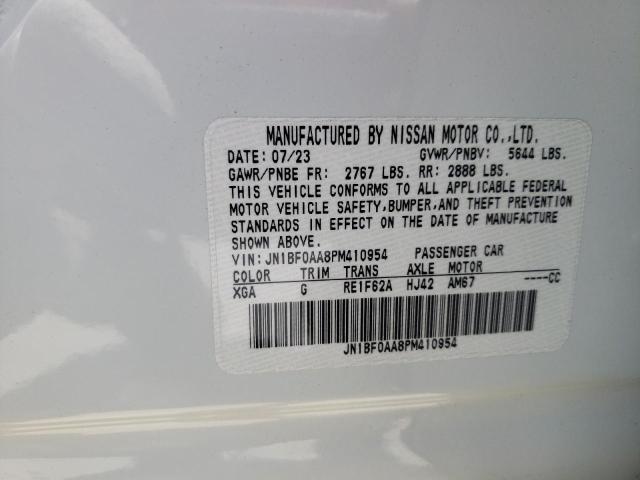 MANUFACTURED BY NISSAN MOTOR CO.,LTD.
DATE: 07/23 GVWR/PNBV: 5644 LBS.
GAWR/PNBE FR: 2767 LBS. RR: 2888 LBS.
THIS VEHICLE CONFORMS TO ALL APPLICABLE FEDERAL
MOTOR VEHICLE SAFETY,BUMPER,AND THEFT PREVENTION
STANDARDS IN EFFECT ON THE DATE OF MANUFACTURE
SHOWN ABOVE.
VIN: JN1BF0AA8PM410954 PASSENGER CAR
COLOR TRIM TRANS AXLE MOTOR
XGA G RE1F62A HJ42 AM67 ----CC
JN1BF0AA8PM410954